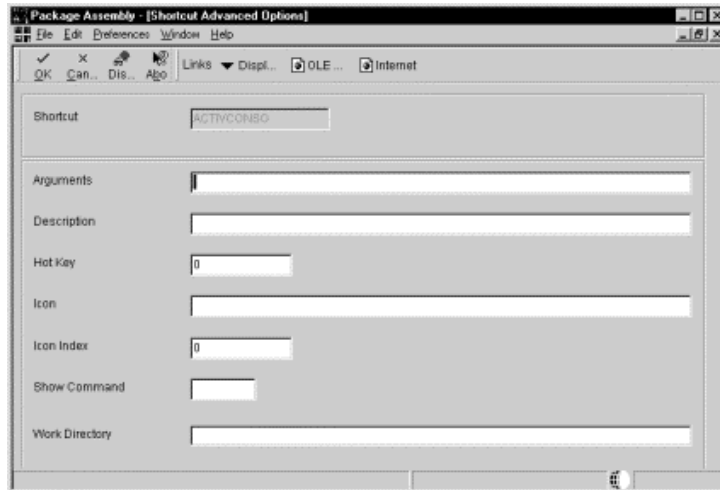 Package Assembly - [Shortcut Advanced Options]
File Edit Preferences Window Help
OK Can... Dis... Abo Links Displ... OLE ... Internet
Shortcut ACTIVCONSO
Arguments
Description
Hot Key 0
Icon
Icon Index 0
Show Command
Work Directory